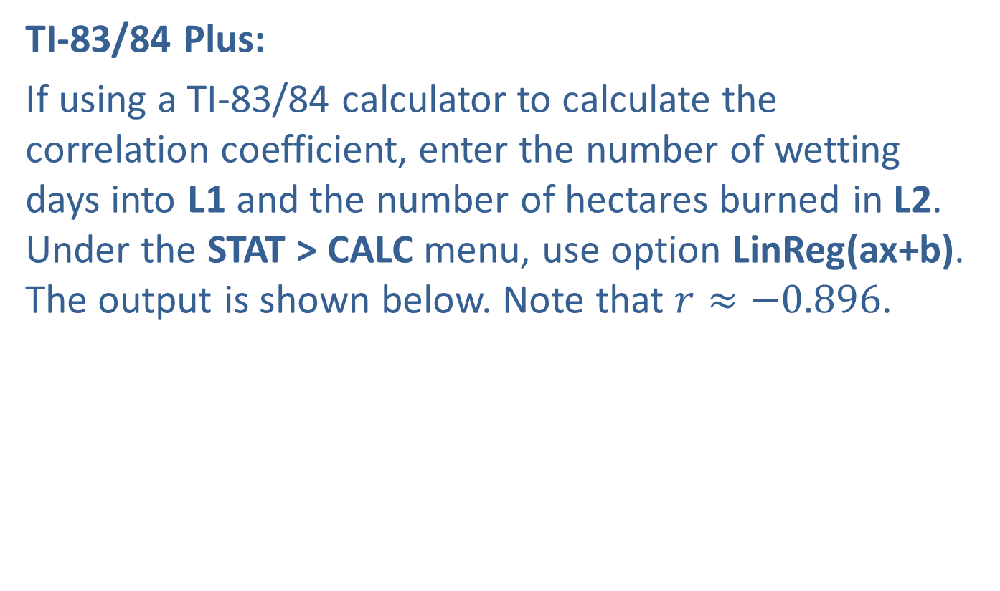 TI-83/84 Plus:
If using a TI-83/84 calculator to calculate the
correlation coefficient, enter the number of wetting
days into L1 and the number of hectares burned in L2.
Under the STAT > CALC menu, use option LinReg(ax+b).
The output is shown below. Note that r ≈ −0.896.